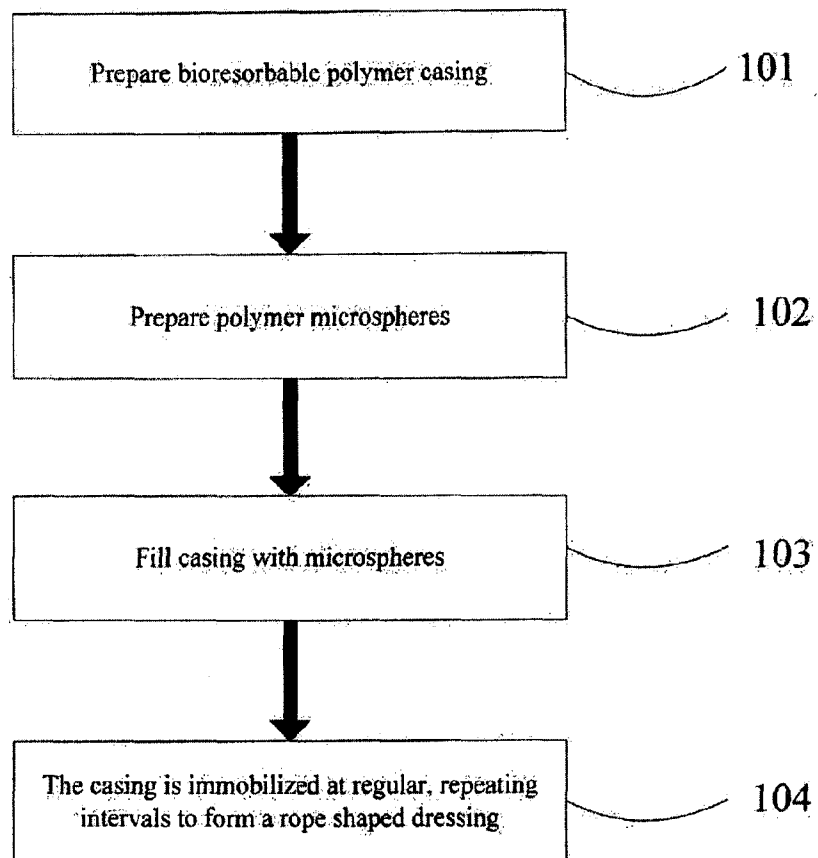 Prepare bioresorbable polymer casing
101
Prepare polymer microspheres
102
Fill casing with microspheres
103
The casing is immobilized at regular, repeating
intervals to form a rope shaped dressing
104